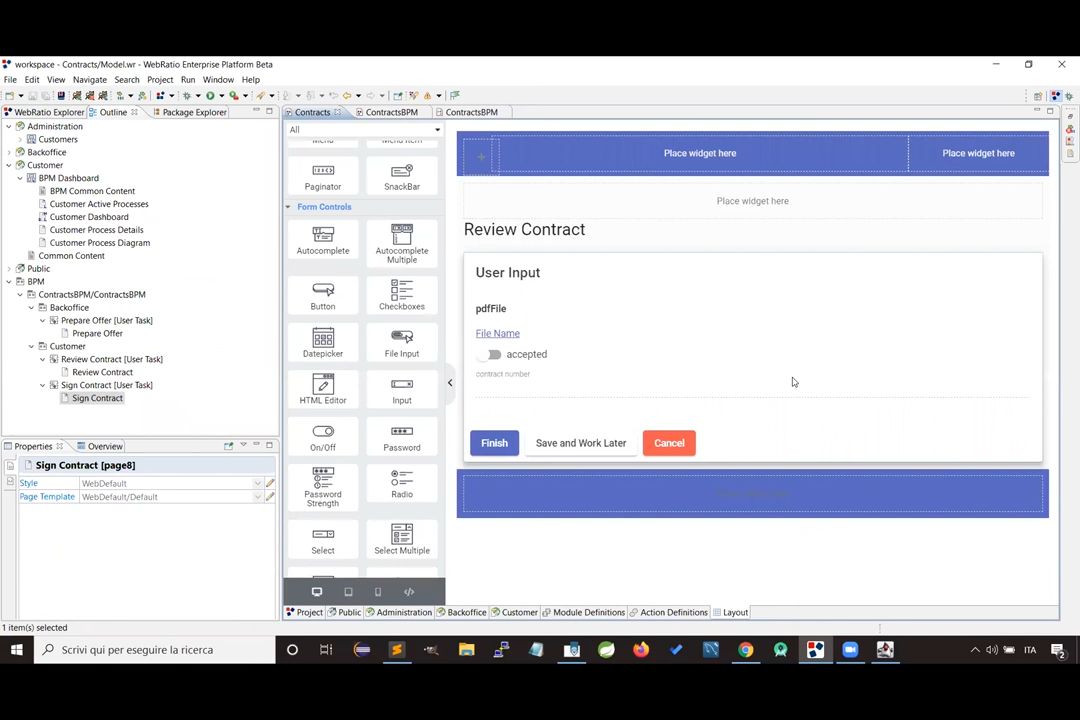 workspace - Contracts/Model.wr - WebRatio Enterprise Platform Beta
File Edit View Navigate Search Project Run Window Help
WebRatio Explorer Outline Package Explorer
Administration
Customers
Backoffice
Customer
BPM Dashboard
BPM Common Content
Customer Active Processes
Customer Dashboard
Customer Process Details
Customer Process Diagram
Common Content
Public
BPM
ContractsBPM/ContractsBPM
Backoffice
Prepare Offer [User Task]
Prepare Offer
Customer
Review Contract [User Task]
Review Contract
Sign Contract [User Task]
Sign Contract
Properties Overview
Sign Contract [page8]
Style WebDefault
Page Template WebDefault/Default
1 item(s) selected
Contracts ContractsBPM ContractsBPM
All
Menu Menu Item
Paginator SnackBar
Form Controls
Autocomplete Autocomplete Multiple
Button Checkboxes
Datepicker File Input
HTML Editor Input
On/Off Password
Password Strength Radio
Select Select Multiple
+ Place widget here Place widget here
Place widget here
Review Contract
User Input
pdfFile
File Name
accepted
contract number
Finish Save and Work Later Cancel
Project Public Administration Backoffice Customer Module Definitions Action Definitions Layout
Scrivi qui per eseguire la ricerca
ITA
2